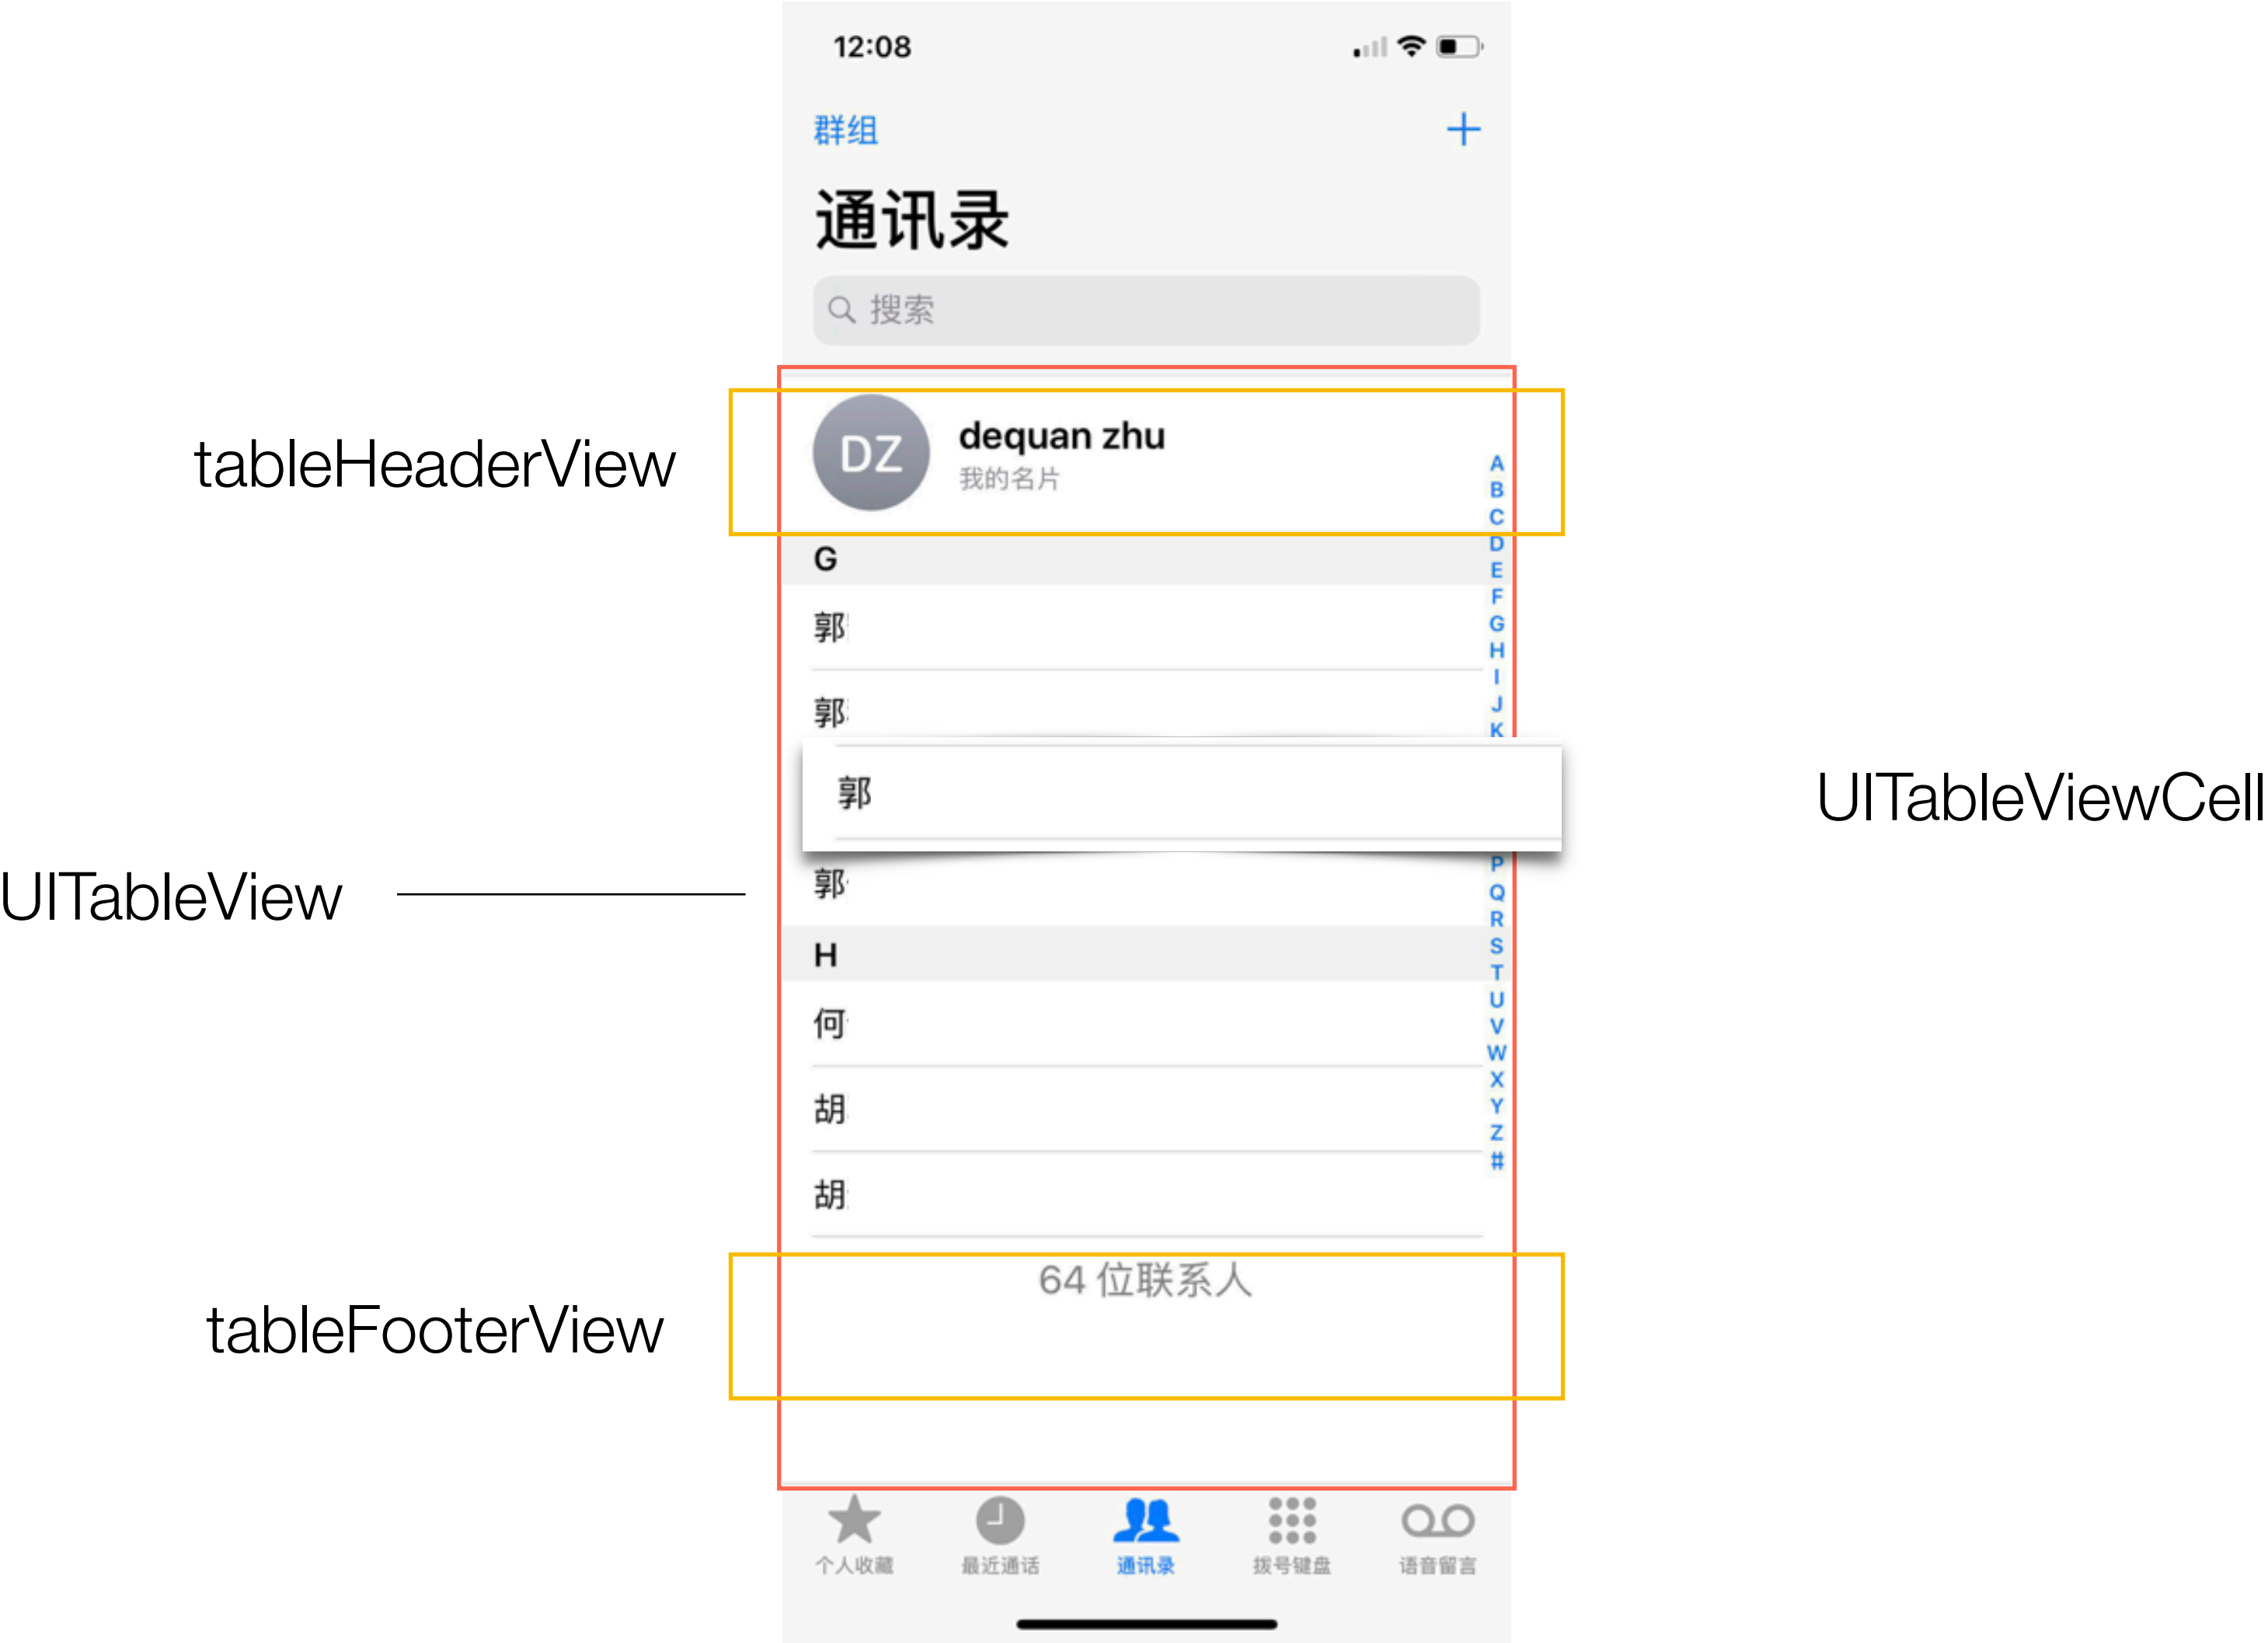 12:08
群组
通讯录
搜索
tableHeaderView
DZ
dequan zhu
我的名片
A
B
C
D
E
F
G
H
I
J
K
G
郭
郭
郭
UITableViewCell
UITableView
郭
P
Q
R
S
T
U
V
W
X
Y
Z
#
H
何
胡
胡
tableFooterView
64 位联系人
个人收藏
最近通话
通讯录
拨号键盘
语音留言